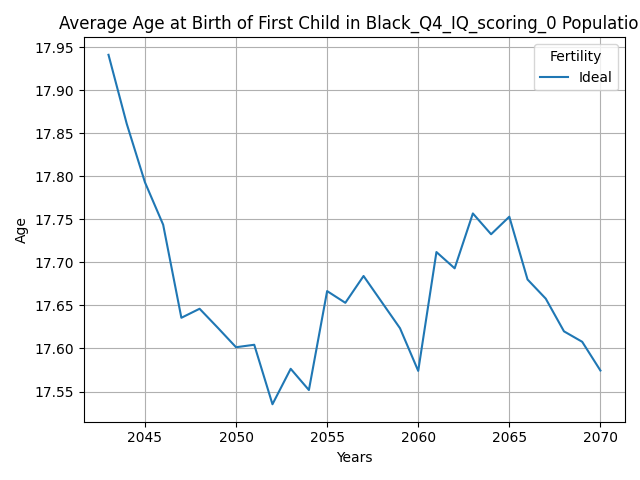 Average Age at Birth of First Child in Black_Q4_IQ_scoring_0 Populatio
Fertility
Ideal
17.95
17.90
17.85
17.80
17.75
17.70
17.65
17.60
17.55
Age
2045 2050 2055 2060 2065 2070
Years